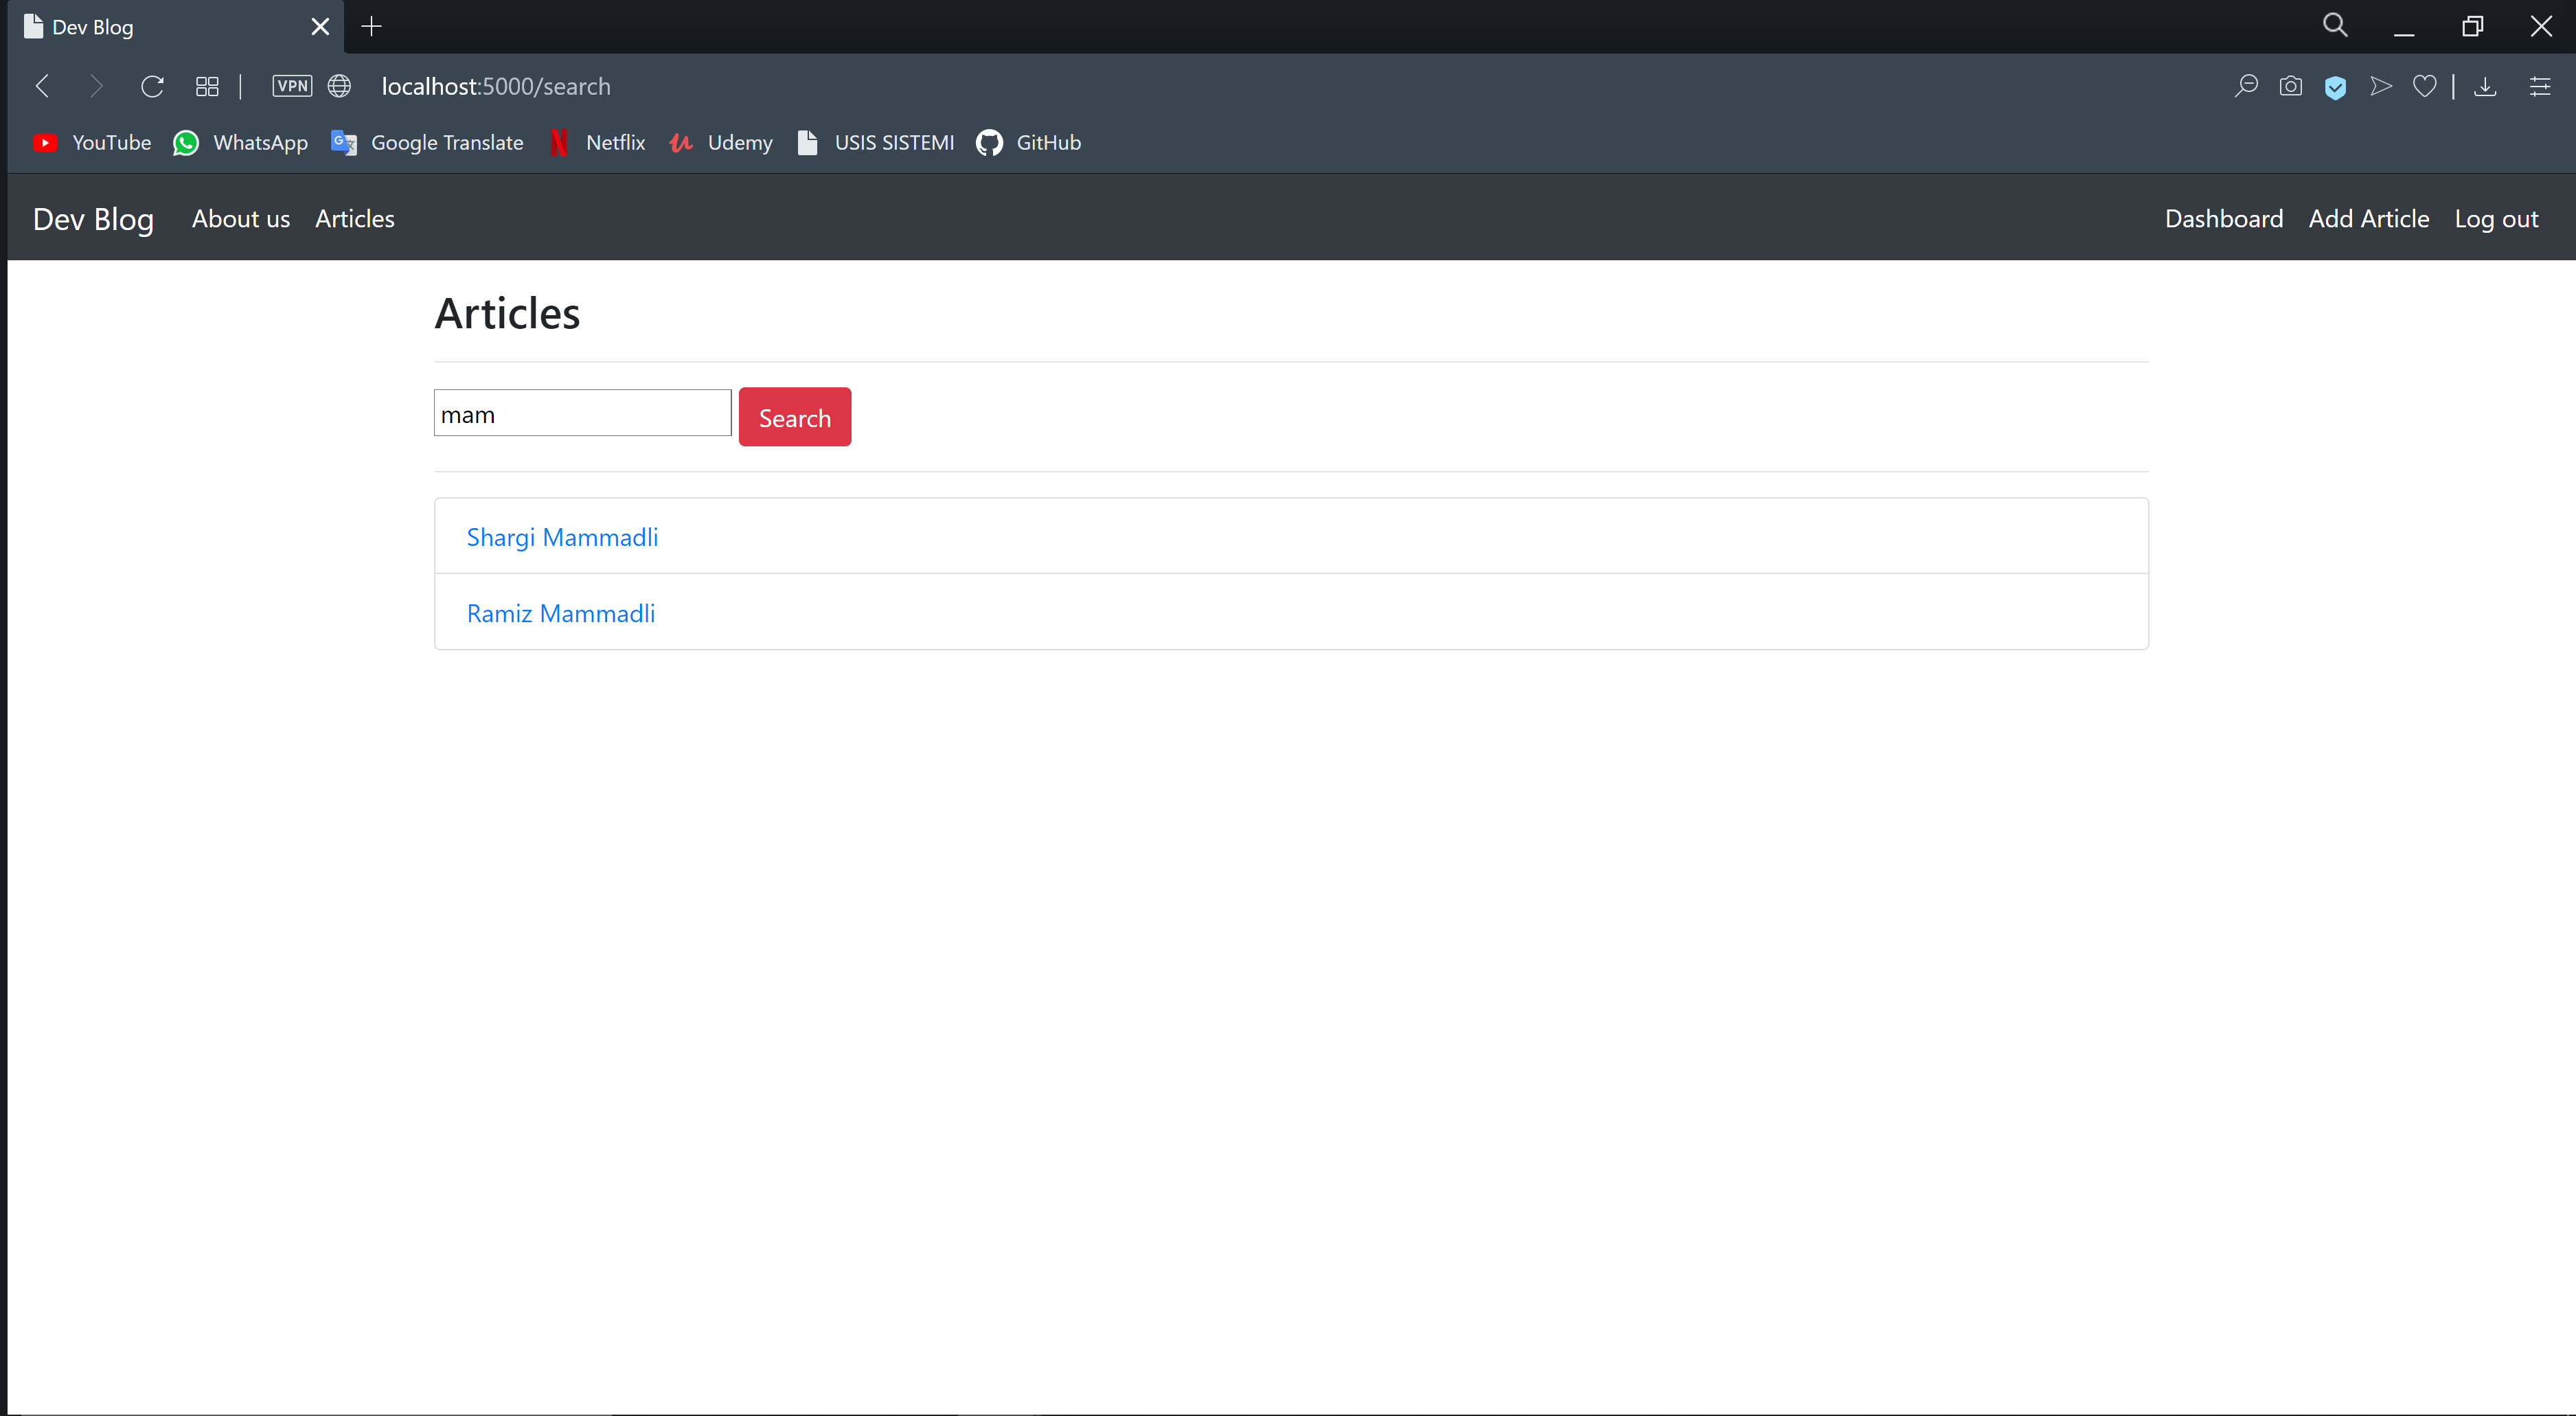 Dev Blog
VPN localhost:5000/search
YouTube WhatsApp Google Translate Netflix Udemy USIS SISTEMI GitHub
Dev Blog About us Articles Dashboard Add Article Log out
Articles
mam Search
Shargi Mammadli
Ramiz Mammadli